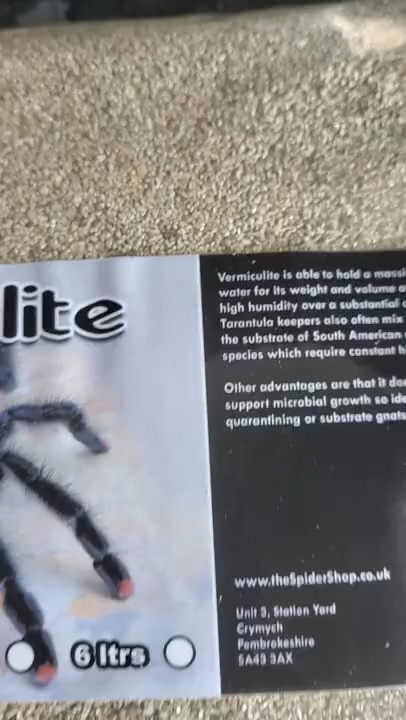 lite
Vermiculite is able to hold a massi
water for its weight and volume a
high humidity over a substantial
Tarantula keepers also often mix
the substrate of South American
species which require constant h
Other advantages are that it doe
support microbial growth so ide
quarantining or substrate gnats
www.theSpiderShop.co.uk
Unit 3, Station Yard
Crymych
Pembrokeshire
SA43 3AX
6 ltrs